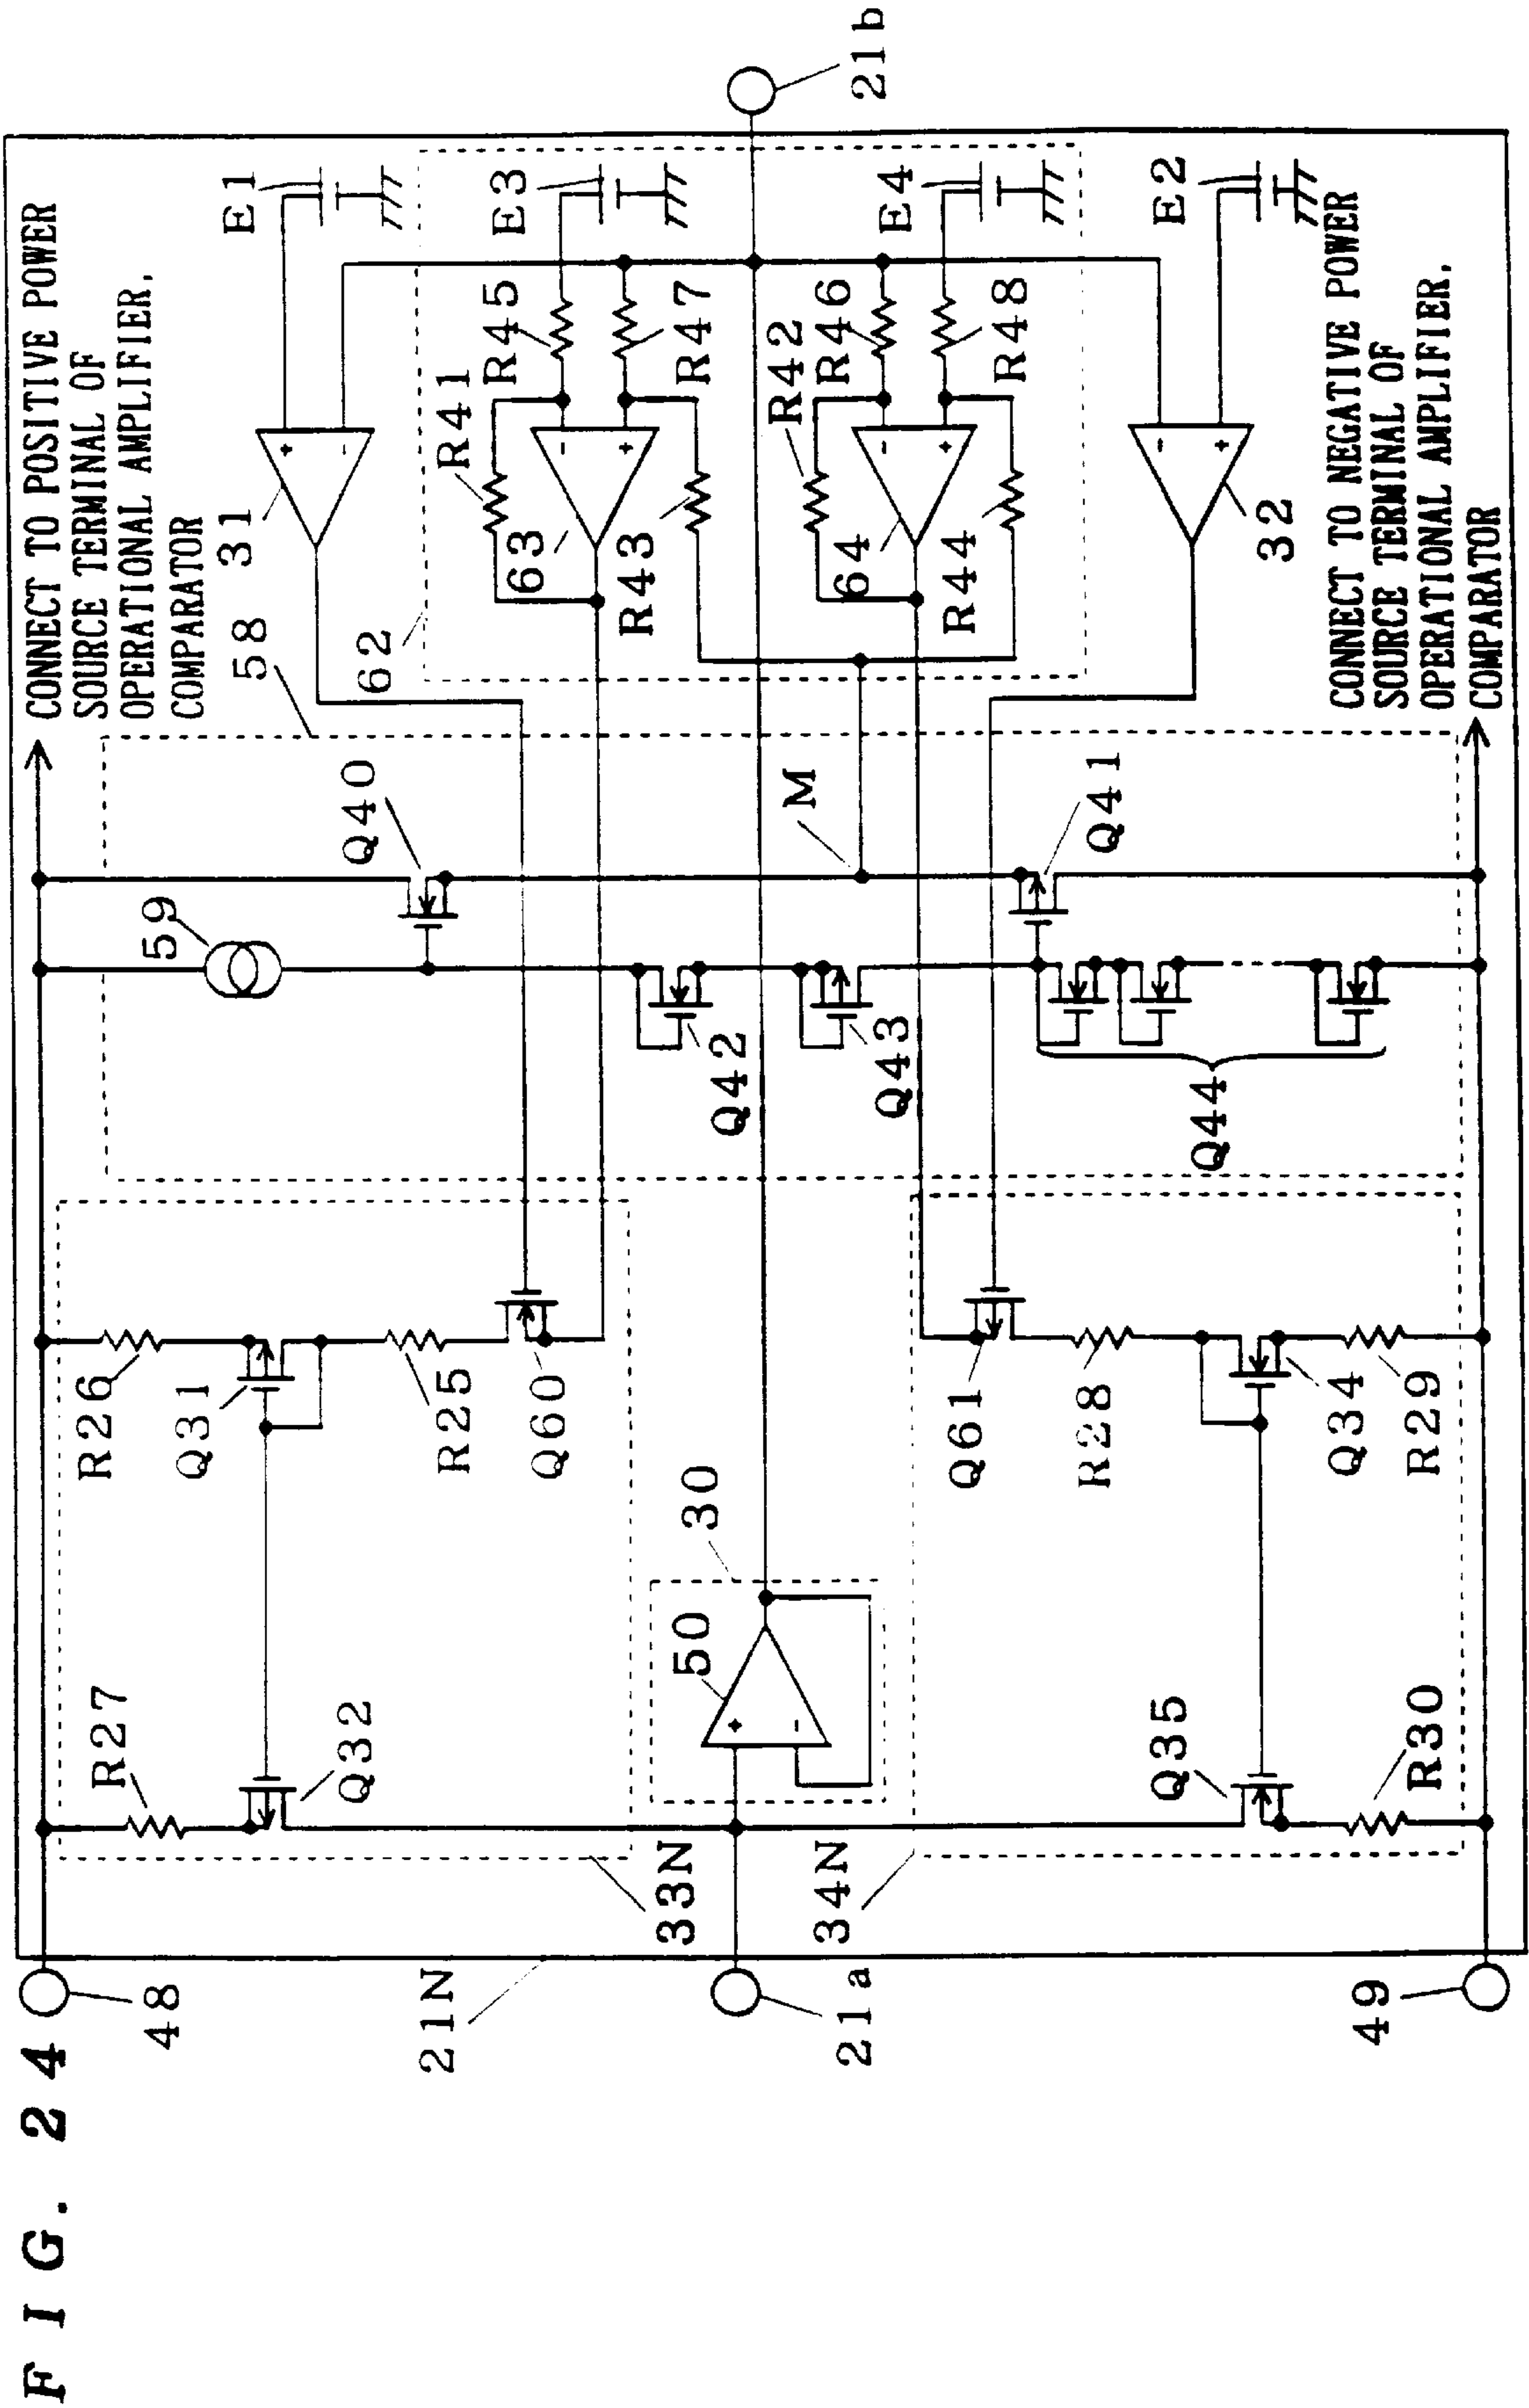 FIG. 24
CONNECT TO POSITIVE POWER
SOURCE TERMINAL OF
OPERATIONAL AMPLIFIER.
COMPARATOR
48
R27
Q32
R26
Q31
R25
Q60
33N
21N
58
59
Q40
Q42
Q43
M
62
31
+
-
E1
R41
R45
E3
63
-
+
R43
R47
21b
21a
50
+
-
30
34N
R42
R46
E4
64
-
+
R44
R48
32
-
+
E2
Q41
Q44
Q61
R28
Q34
R29
Q35
R30
49
CONNECT TO NEGATIVE POWER
SOURCE TERMINAL OF
OPERATIONAL AMPLIFIER.
COMPARATOR